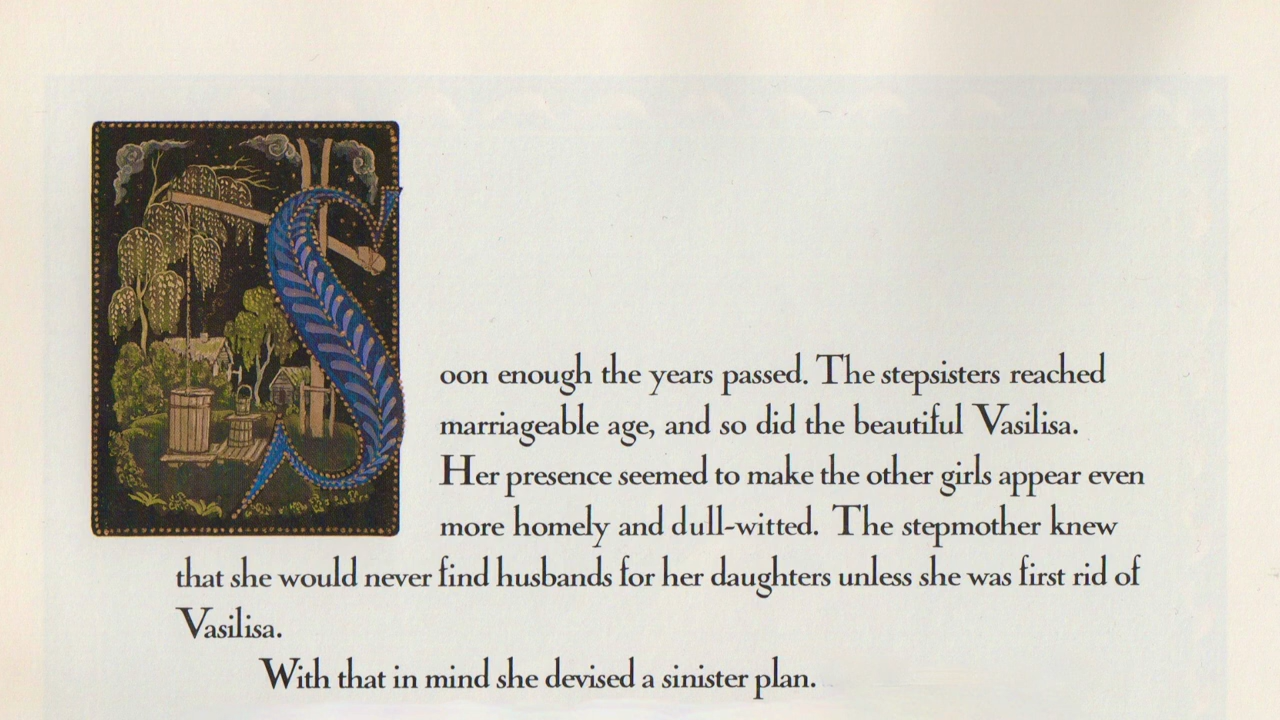 Soon enough the years passed. The stepsisters reached
marriageable age, and so did the beautiful Vasilisa.
Her presence seemed to make the other girls appear even
more homely and dull-witted. The stepmother knew
that she would never find husbands for her daughters unless she was first rid of
Vasilisa.
With that in mind she devised a sinister plan.